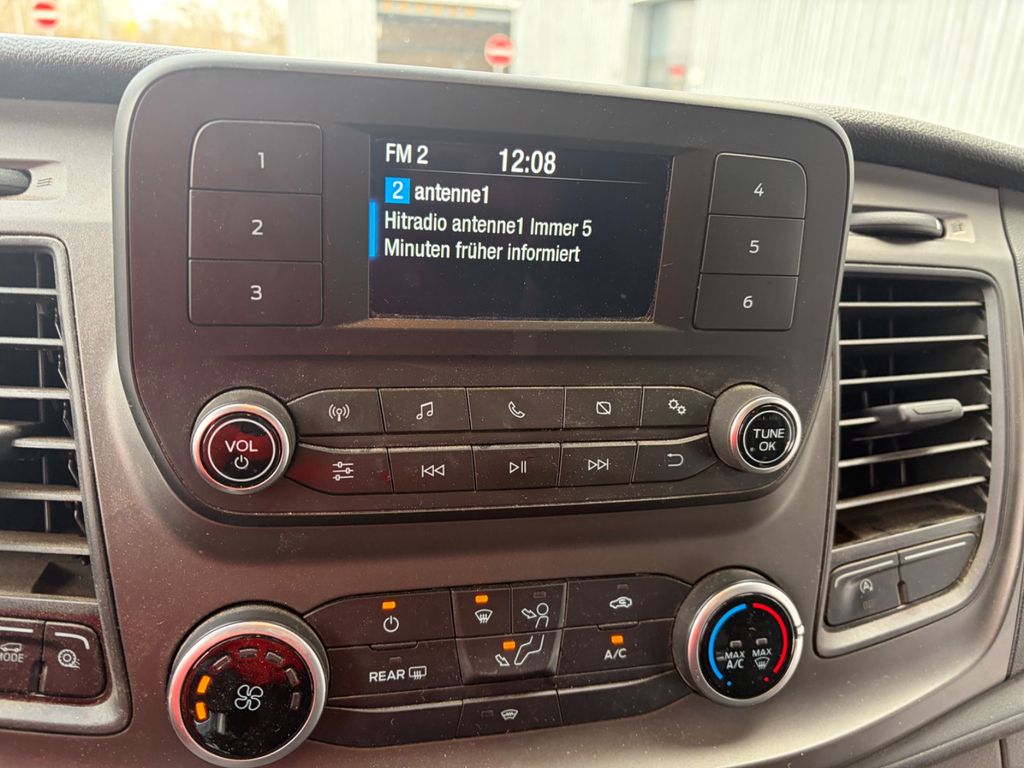 FM 2 12:08
2 antenne1
Hitradio antenne1 Immer 5
Minuten früher informiert
1
2
3
4
5
6
VOL
TUNE
OK
MODE
REAR
A/C
MAX
A/C
MAX